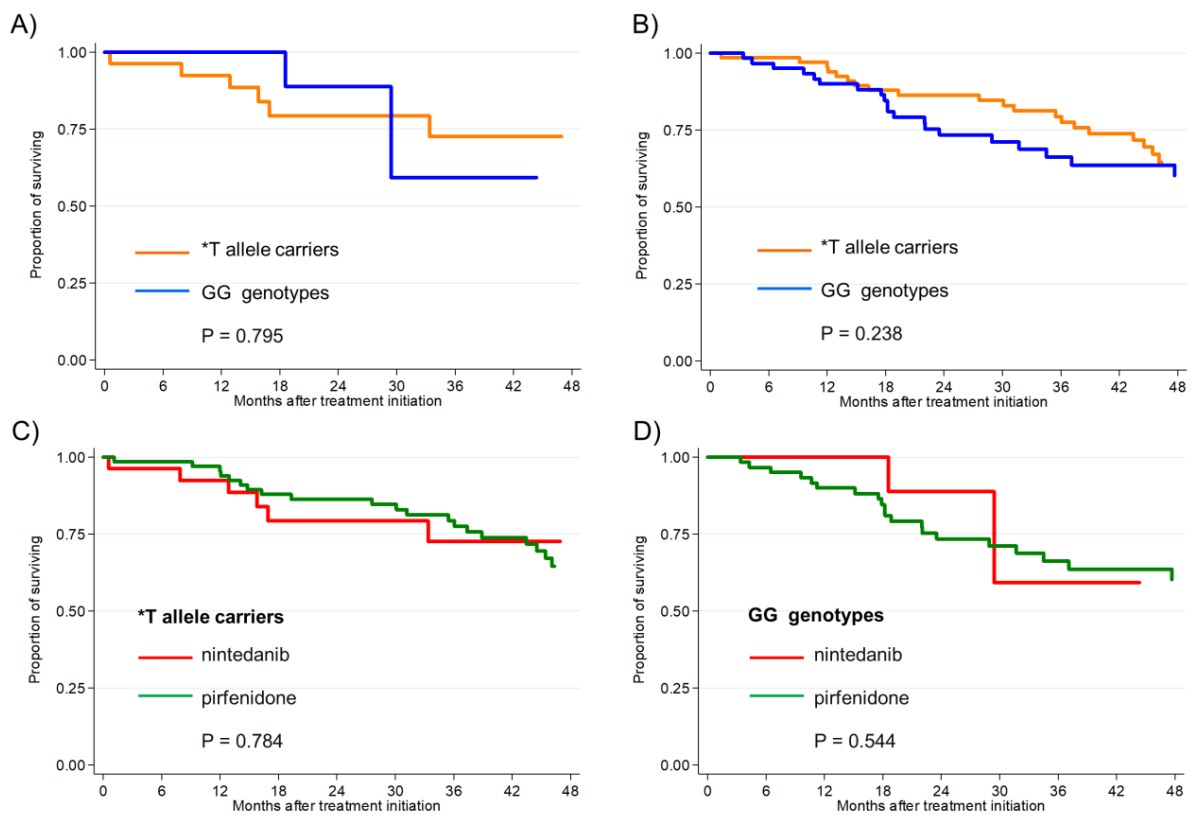 A)
Proportion of surviving
1.00
0.75
0.50
0.25
0.00
*T allele carriers
GG genotypes
P = 0.795
0 6 12 18 24 30 36 42 48
Months after treatment initiation
B)
Proportion of surviving
1.00
0.75
0.50
0.25
0.00
*T allele carriers
GG genotypes
P = 0.238
0 6 12 18 24 30 36 42 48
Months after treatment initiation
C)
Proportion of surviving
1.00
0.75
0.50
0.25
0.00
*T allele carriers
nintedanib
pirfenidone
P = 0.784
0 6 12 18 24 30 36 42 48
Months after treatment initiation
D)
Proportion of surviving
1.00
0.75
0.50
0.25
0.00
GG genotypes
nintedanib
pirfenidone
P = 0.544
0 6 12 18 24 30 36 42 48
Months after treatment initiation